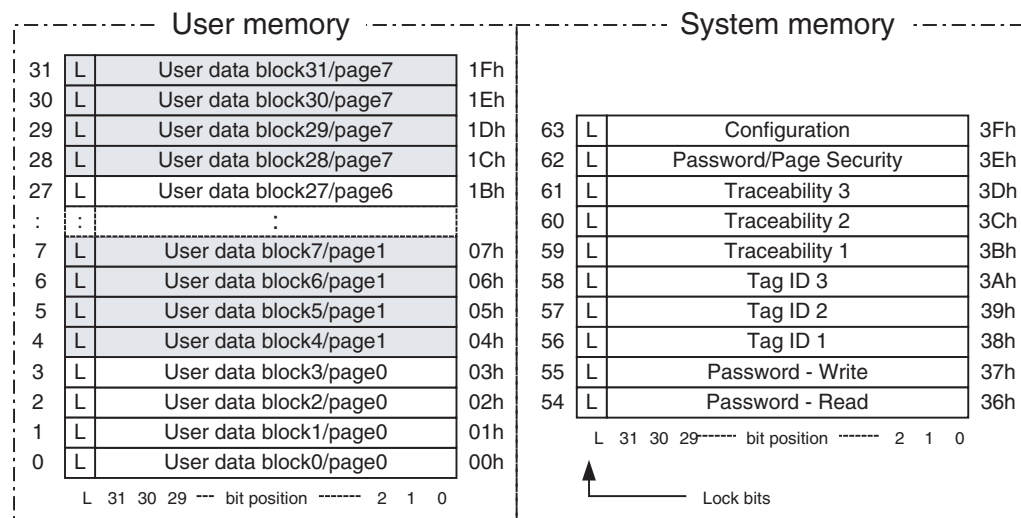 User memory
31 L User data block31/page7 1Fh
30 L User data block30/page7 1Eh
29 L User data block29/page7 1Dh
28 L User data block28/page7 1Ch
27 L User data block27/page6 1Bh
: : :
7 L User data block7/page1 07h
6 L User data block6/page1 06h
5 L User data block5/page1 05h
4 L User data block4/page1 04h
3 L User data block3/page0 03h
2 L User data block2/page0 02h
1 L User data block1/page0 01h
0 L User data block0/page0 00h
L 31 30 29 --- bit position ------- 2 1 0
System memory
63 L Configuration 3Fh
62 L Password/Page Security 3Eh
61 L Traceability 3 3Dh
60 L Traceability 2 3Ch
59 L Traceability 1 3Bh
58 L Tag ID 3 3Ah
57 L Tag ID 2 39h
56 L Tag ID 1 38h
55 L Password - Write 37h
54 L Password - Read 36h
L 31 30 29------- bit position ------- 2 1 0
Lock bits